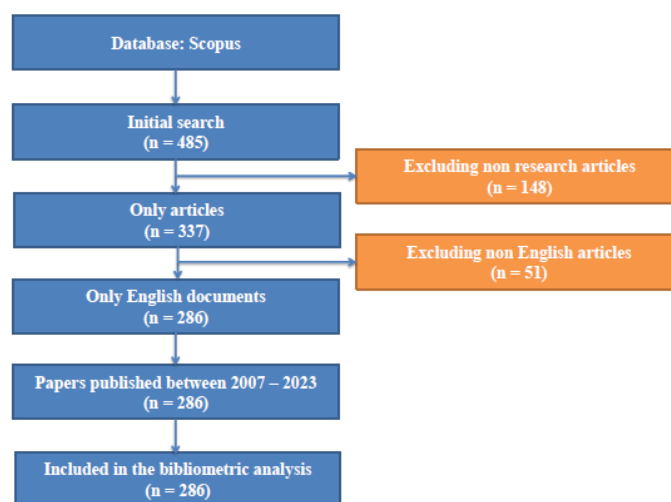 Database: Scopus
Initial search
(n = 485)
Excluding non research articles
(n = 148)
Only articles
(n = 337)
Excluding non English articles
(n = 51)
Only English documents
(n = 286)
Papers published between 2007 – 2023
(n = 286)
Included in the bibliometric analysis
(n = 286)